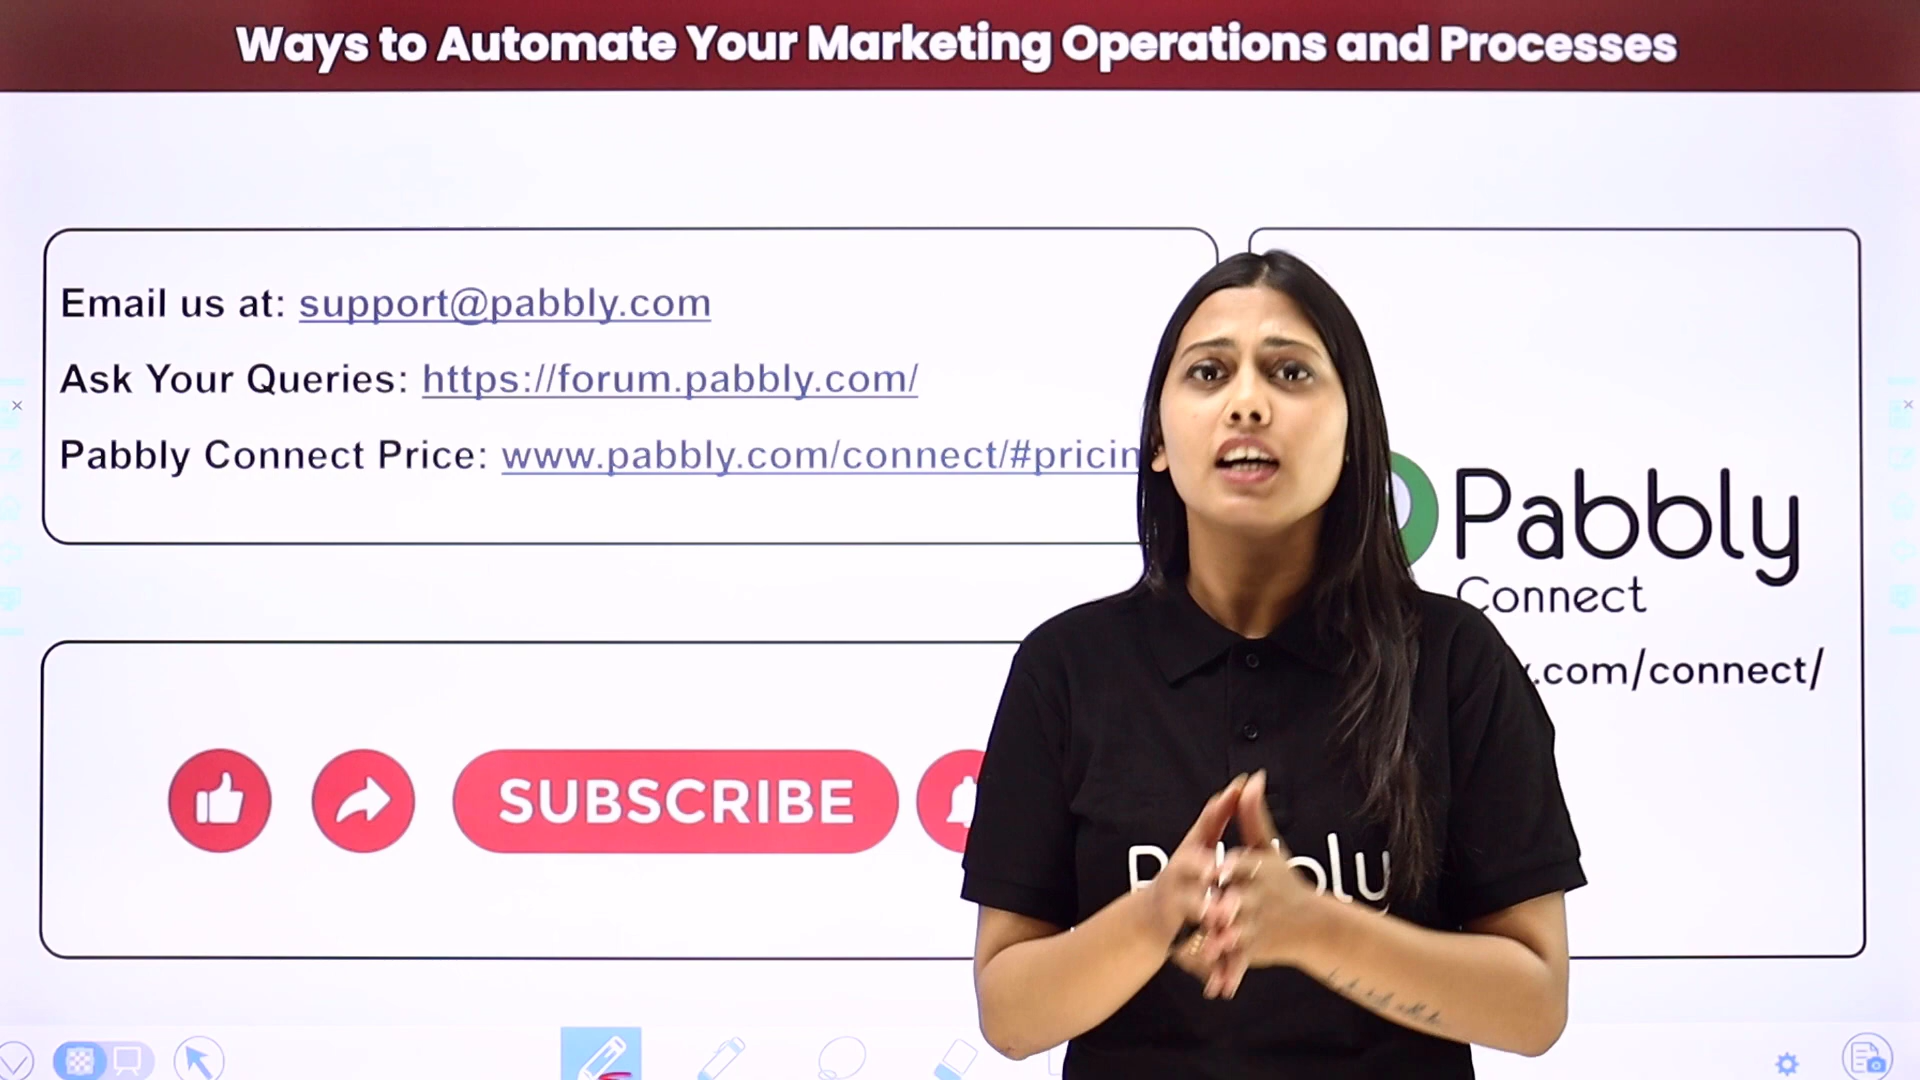 Ways to Automate Your Marketing Operations and Processes
Email us at: support@pabbly.com
Ask Your Queries: https://forum.pabbly.com/
Pabbly Connect Price: www.pabbly.com/connect/#pricin
Pabbly
Connect
.com/connect/
SUBSCRIBE